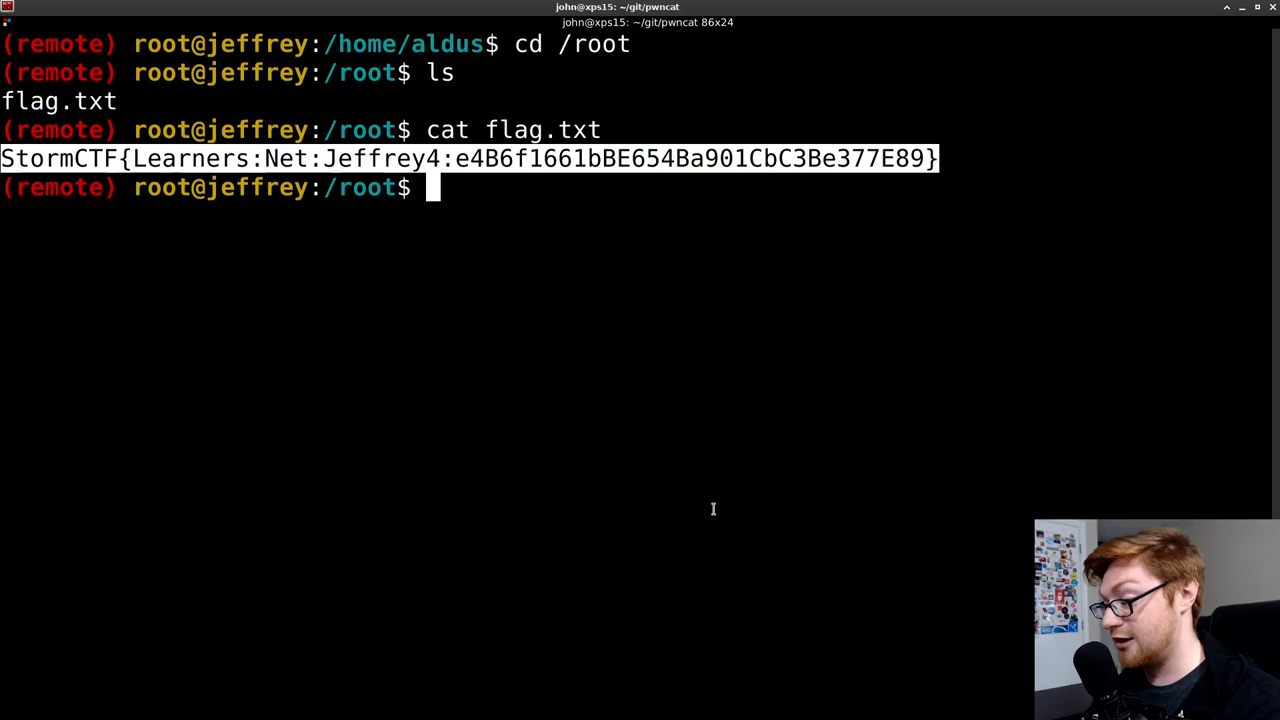 john@xps15: ~/git/pwncat
john@xps15: ~/git/pwncat 86x24
(remote) root@jeffrey:/home/aldus$ cd /root
(remote) root@jeffrey:/root$ ls
flag.txt
(remote) root@jeffrey:/root$ cat flag.txt
StormCTF{Learners:Net:Jeffrey4:e4B6f1661bBE654Ba901CbC3Be377E89}
(remote) root@jeffrey:/root$